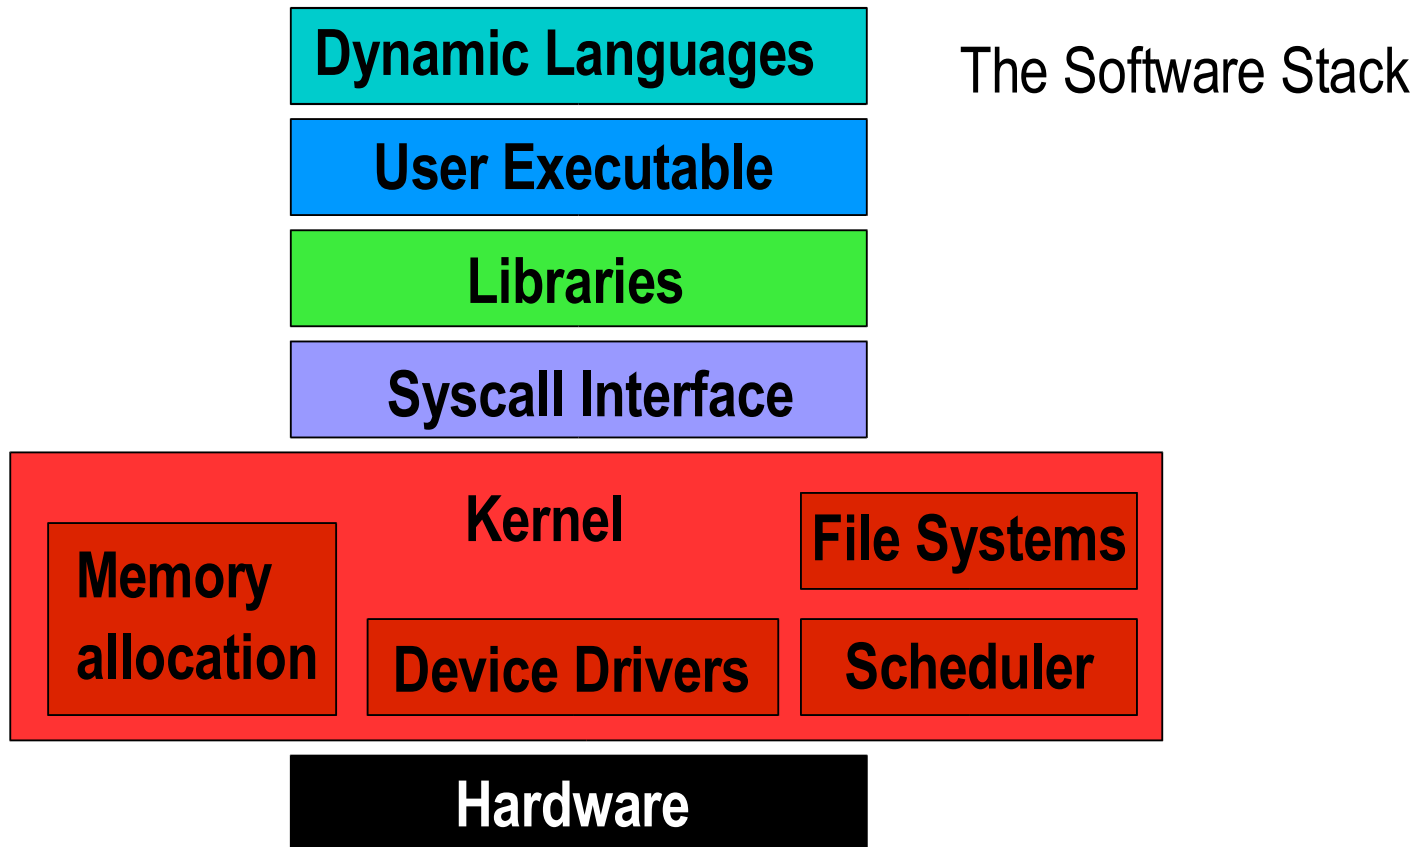 Dynamic Languages
The Software Stack
User Executable
Libraries
Syscall Interface
Kernel
File Systems
Memory
allocation
Device Drivers
Scheduler
Hardware